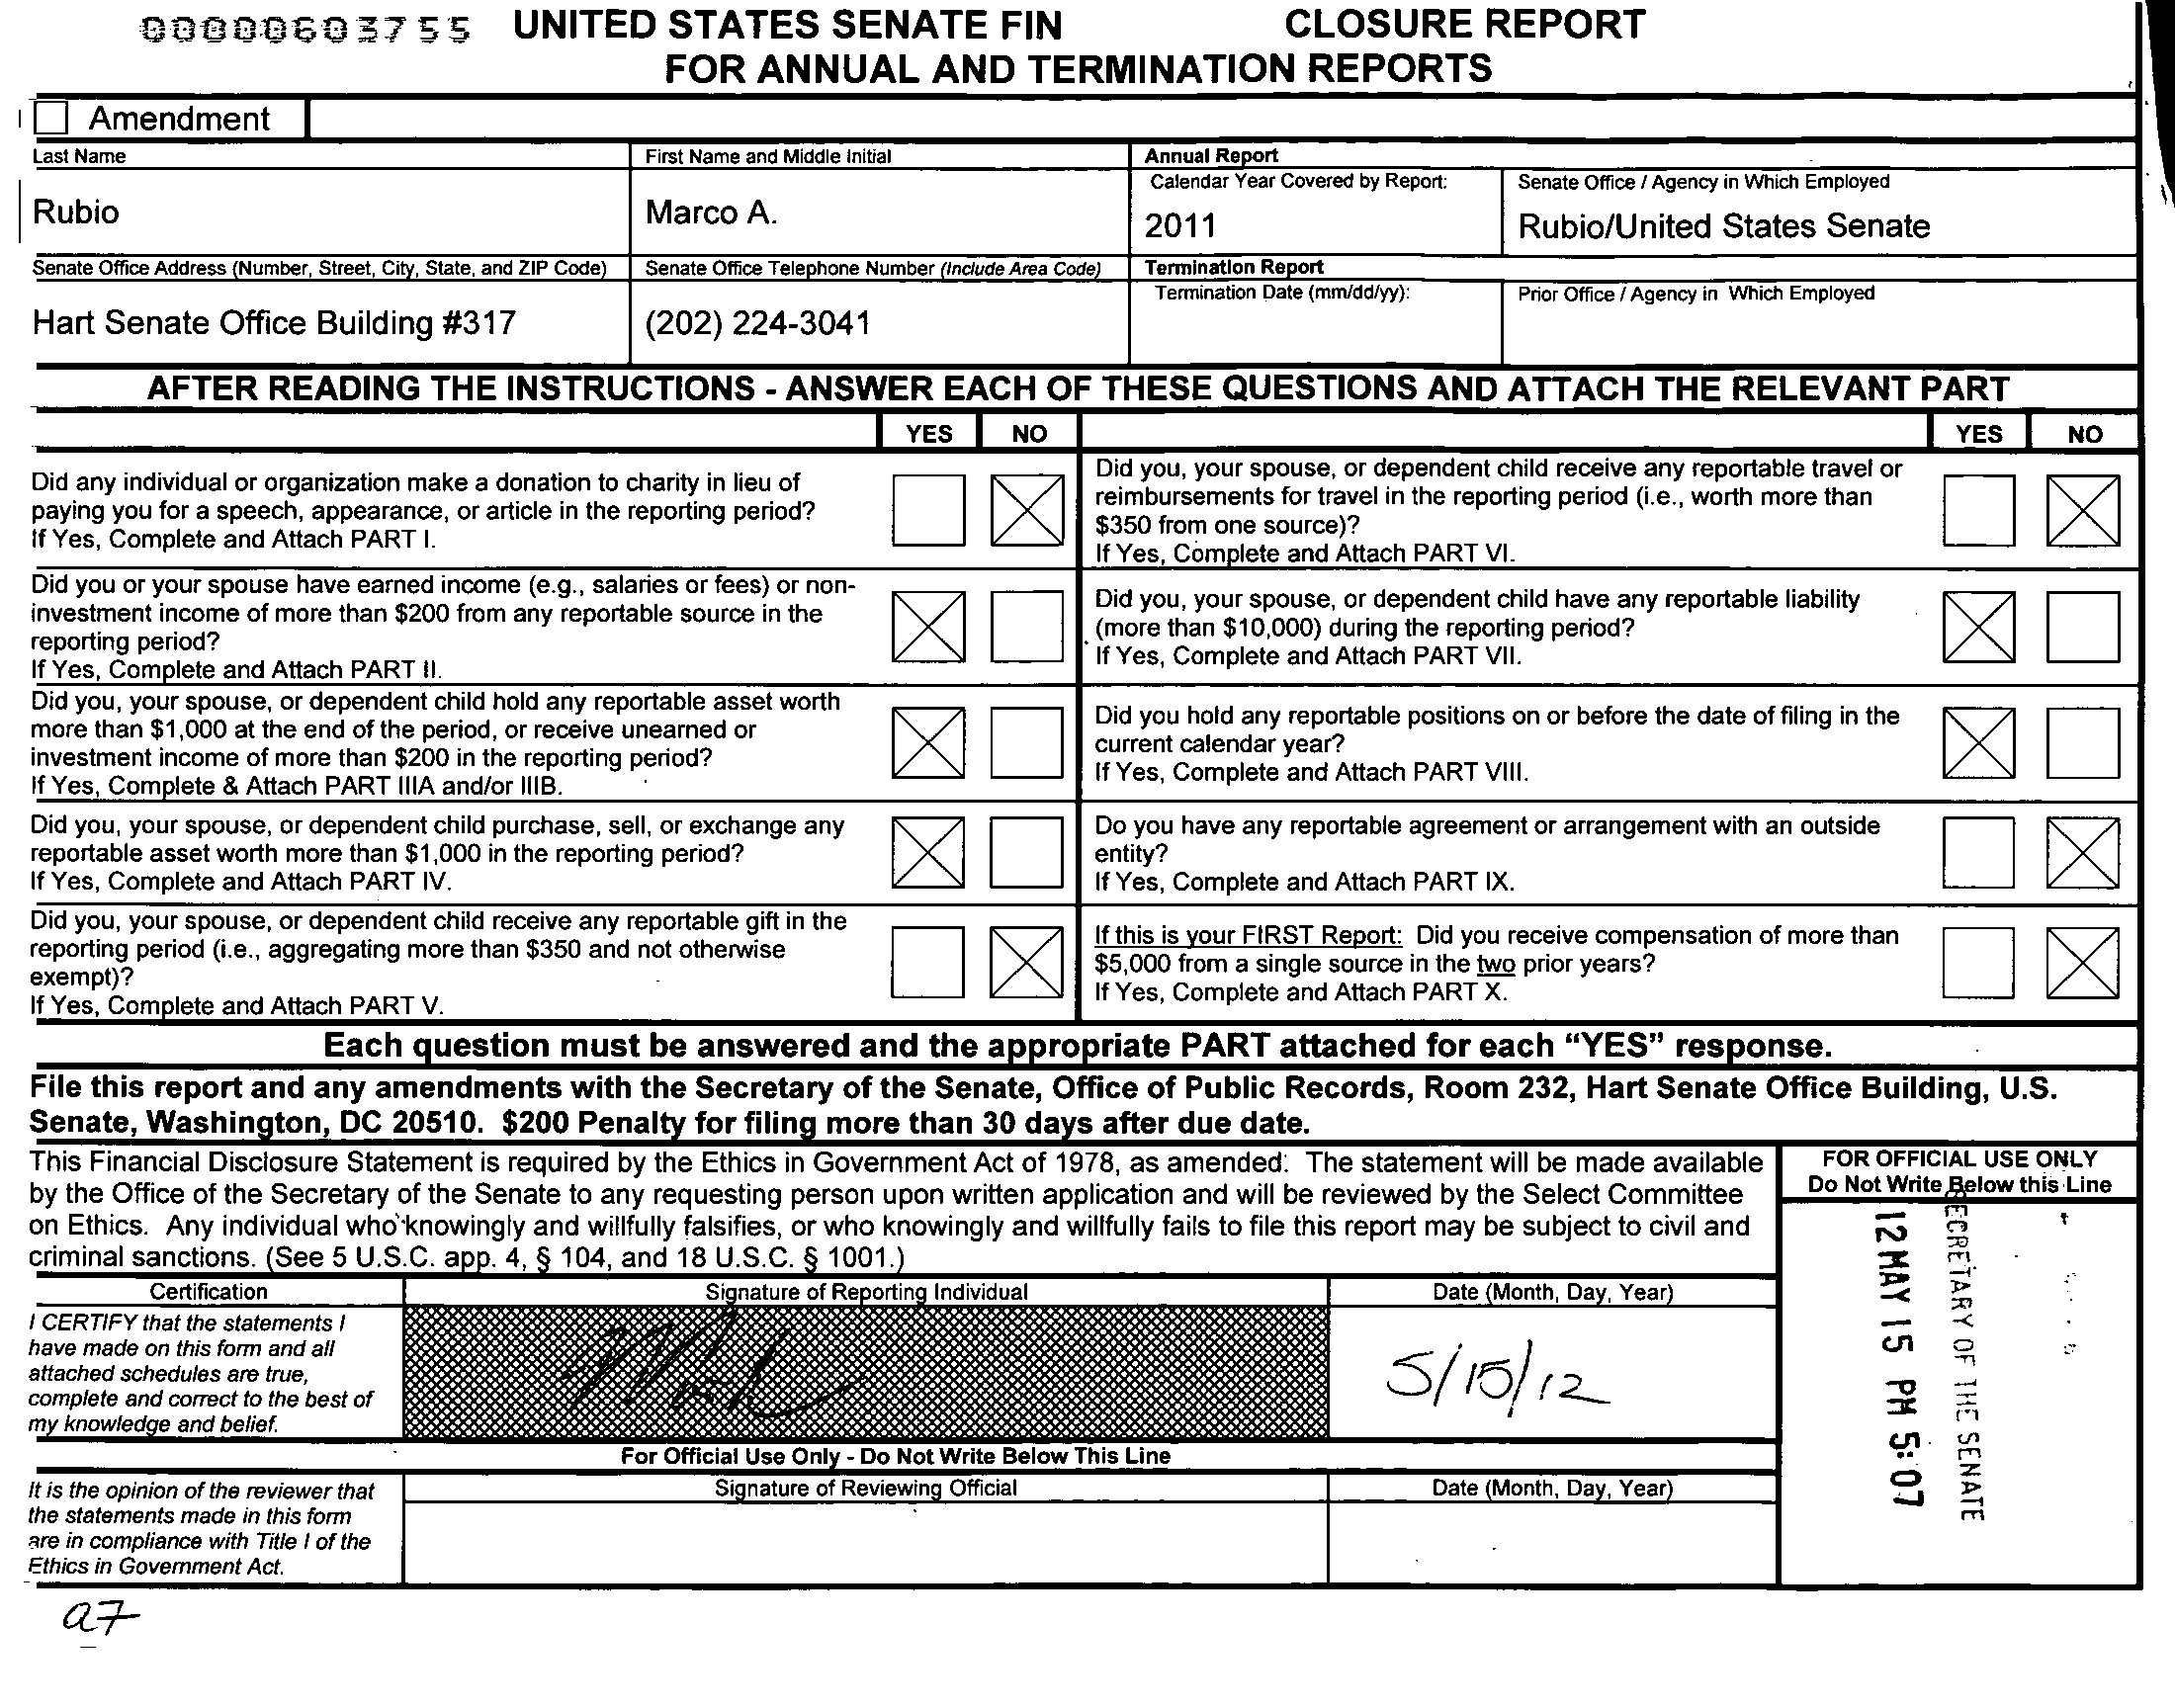 00000603755 UNITED STATES SENATE FIN CLOSURE REPORT
FOR ANNUAL AND TERMINATION REPORTS
Amendment
Last Name
First Name and Middle Initial
Annual Report
Rubio
Marco A.
Calendar Year Covered by Report:
2011
Senate Office / Agency in Which Employed
Rubio/United States Senate
Senate Office Address (Number, Street, City, State, and ZIP Code)
Senate Office Telephone Number (Include Area Code)
Termination Report
Hart Senate Office Building #317
(202) 224-3041
Termination Date (mm/dd/yy):
Prior Office / Agency in Which Employed
AFTER READING THE INSTRUCTIONS - ANSWER EACH OF THESE QUESTIONS AND ATTACH THE RELEVANT PART
YES NO
Did any individual or organization make a donation to charity in lieu of
paying you for a speech, appearance, or article in the reporting period?
If Yes, Complete and Attach PART I.
Did you or your spouse have earned income (e.g., salaries or fees) or non-
investment income of more than $200 from any reportable source in the
reporting period?
If Yes, Complete and Attach PART II.
Did you, your spouse, or dependent child hold any reportable asset worth
more than $1,000 at the end of the period, or receive unearned or
investment income of more than $200 in the reporting period?
If Yes, Complete & Attach PART IIIA and/or IIIB.
Did you, your spouse, or dependent child purchase, sell, or exchange any
reportable asset worth more than $1,000 in the reporting period?
If Yes, Complete and Attach PART IV.
Did you, your spouse, or dependent child receive any reportable gift in the
reporting period (i.e., aggregating more than $350 and not otherwise
exempt)?
If Yes, Complete and Attach PART V.
YES NO
Did you, your spouse, or dependent child receive any reportable travel or
reimbursements for travel in the reporting period (i.e., worth more than
$350 from one source)?
If Yes, Complete and Attach PART VI.
Did you, your spouse, or dependent child have any reportable liability
(more than $10,000) during the reporting period?
If Yes, Complete and Attach PART VII.
Did you hold any reportable positions on or before the date of filing in the
current calendar year?
If Yes, Complete and Attach PART VIII.
Do you have any reportable agreement or arrangement with an outside
entity?
If Yes, Complete and Attach PART IX.
If this is your FIRST Report: Did you receive compensation of more than
$5,000 from a single source in the two prior years?
If Yes, Complete and Attach PART X.
Each question must be answered and the appropriate PART attached for each “YES” response.
File this report and any amendments with the Secretary of the Senate, Office of Public Records, Room 232, Hart Senate Office Building, U.S.
Senate, Washington, DC 20510. $200 Penalty for filing more than 30 days after due date.
This Financial Disclosure Statement is required by the Ethics in Government Act of 1978, as amended. The statement will be made available
by the Office of the Secretary of the Senate to any requesting person upon written application and will be reviewed by the Select Committee
on Ethics. Any individual who knowingly and willfully falsifies, or who knowingly and willfully fails to file this report may be subject to civil and
criminal sanctions. (See 5 U.S.C. app. 4, § 104, and 18 U.S.C. § 1001.)
FOR OFFICIAL USE ONLY
Do Not Write Below this Line
SECRETARY OF THE SENATE
12 MAY 15 PM 5:07
Certification
Signature of Reporting Individual
Date (Month, Day, Year)
I CERTIFY that the statements I
have made on this form and all
attached schedules are true,
complete and correct to the best of
my knowledge and belief.
5/15/12
For Official Use Only - Do Not Write Below This Line
It is the opinion of the reviewer that
the statements made in this form
are in compliance with Title I of the
Ethics in Government Act.
Signature of Reviewing Official
Date (Month, Day, Year)
a7